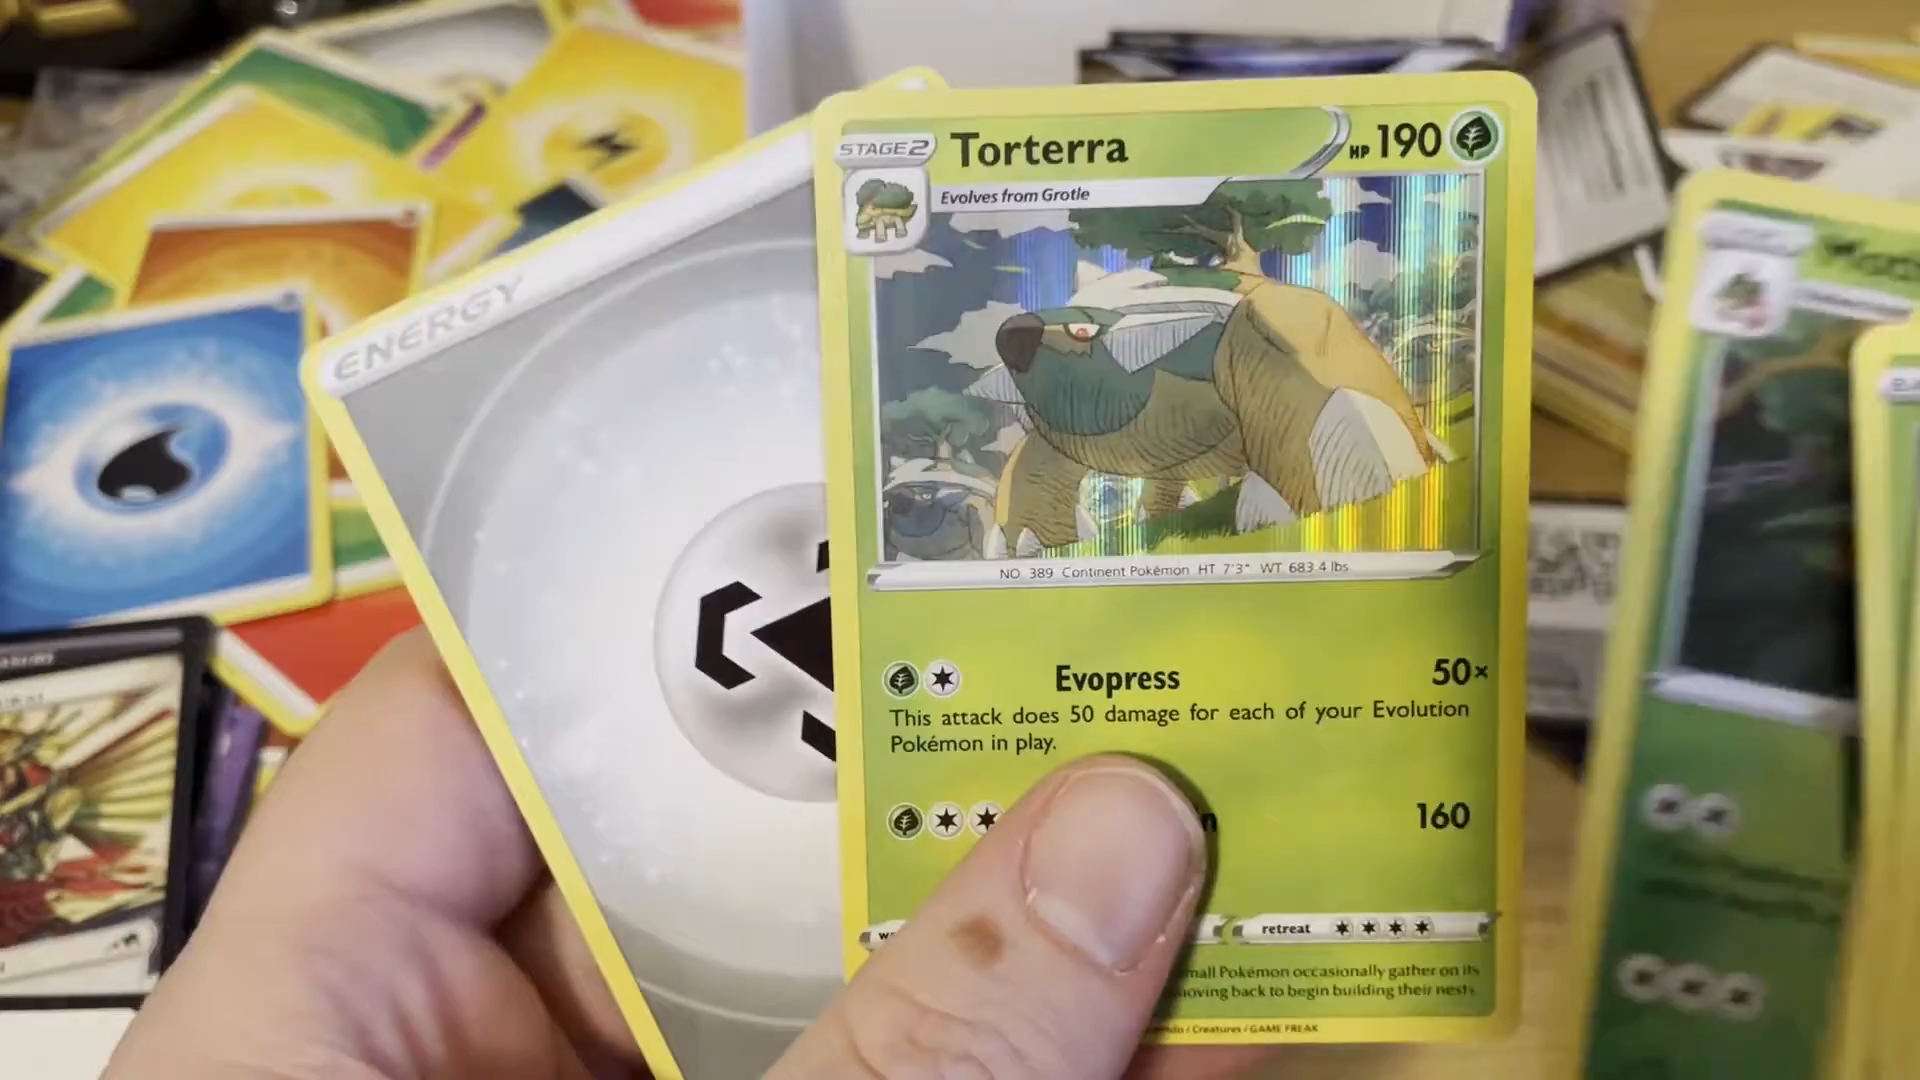 ENERGY
STAGE2
Torterra
HP 190
Evolves from Grotle
NO. 389 Continent Pokémon HT 7'3" WT 683.4 lbs.
Evopress 50×
This attack does 50 damage for each of your Evolution
Pokémon in play.
160
retreat
mall Pokémon occasionally gather on its
moving back to begin building their nests.
/ Creatures / GAME FREAK